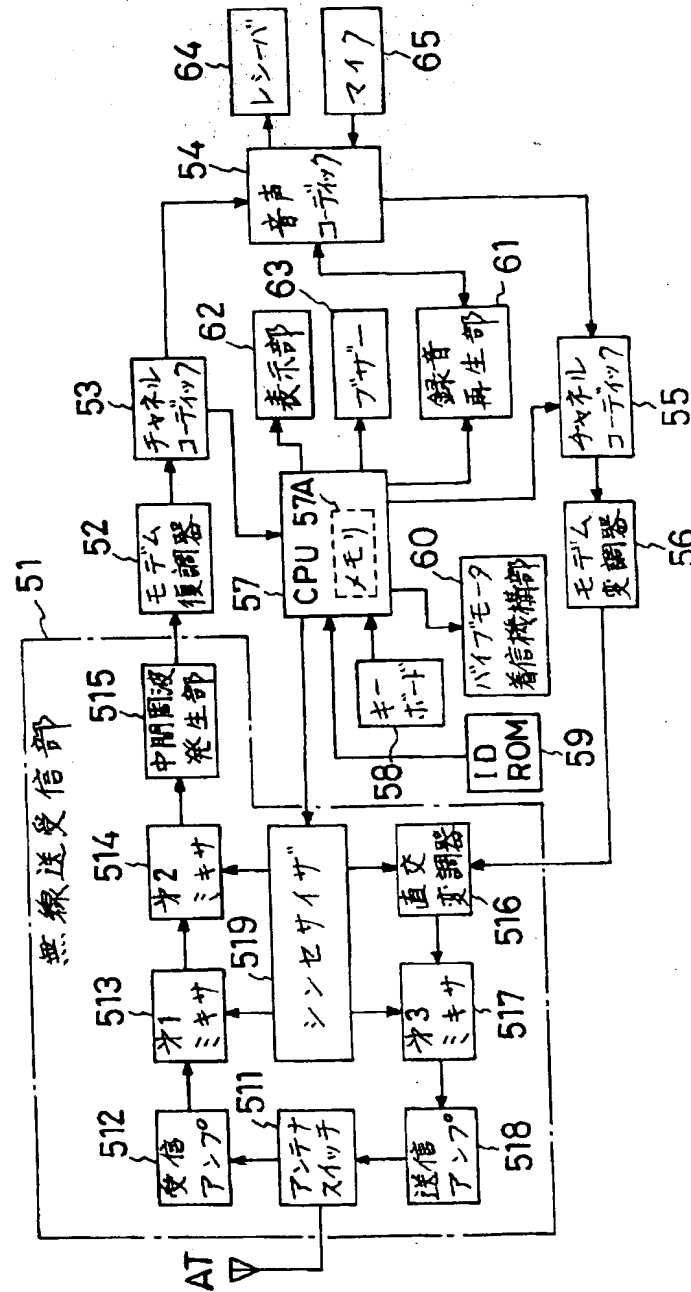 無線送受信部
51
AT
511
アンテナ
スイッチ
512
受信
アンプ
513
オ1
ミキサ
514
オ2
ミキサ
515
中間周波
発生部
52
モデム
復調器
53
チャネル
コーディック
54
音声
コーディック
64
レシーバ
65
マイク
519
シンセサイザ
57
CPU 57A
メモリ
62
表示部
63
ブザー
61
録音
再生部
58
キー
ボード
59
ID
ROM
60
バイブモータ
着信機構部
518
送信
アンプ
517
オ3
ミキサ
516
直交
変調器
56
モデム
変調器
55
チャネル
コーディック